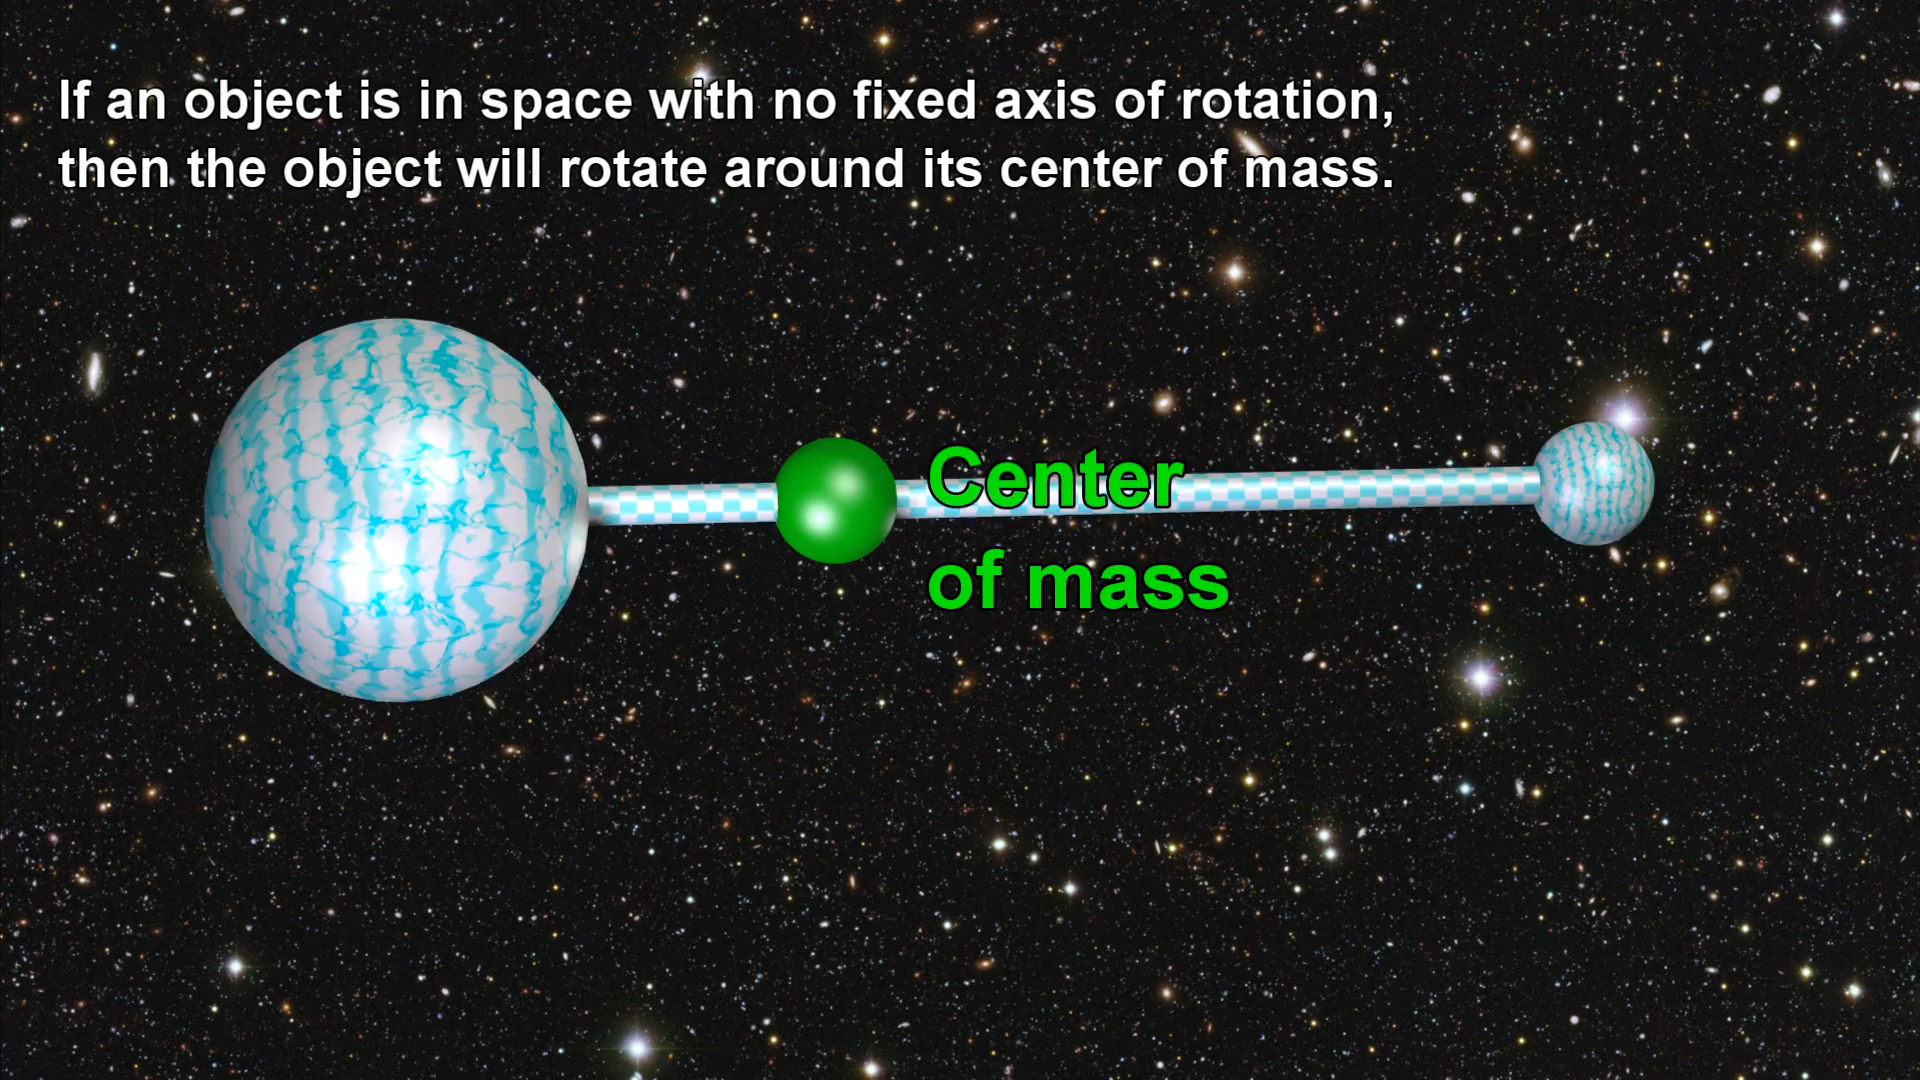 If an object is in space with no fixed axis of rotation,
then the object will rotate around its center of mass.
Center
of mass